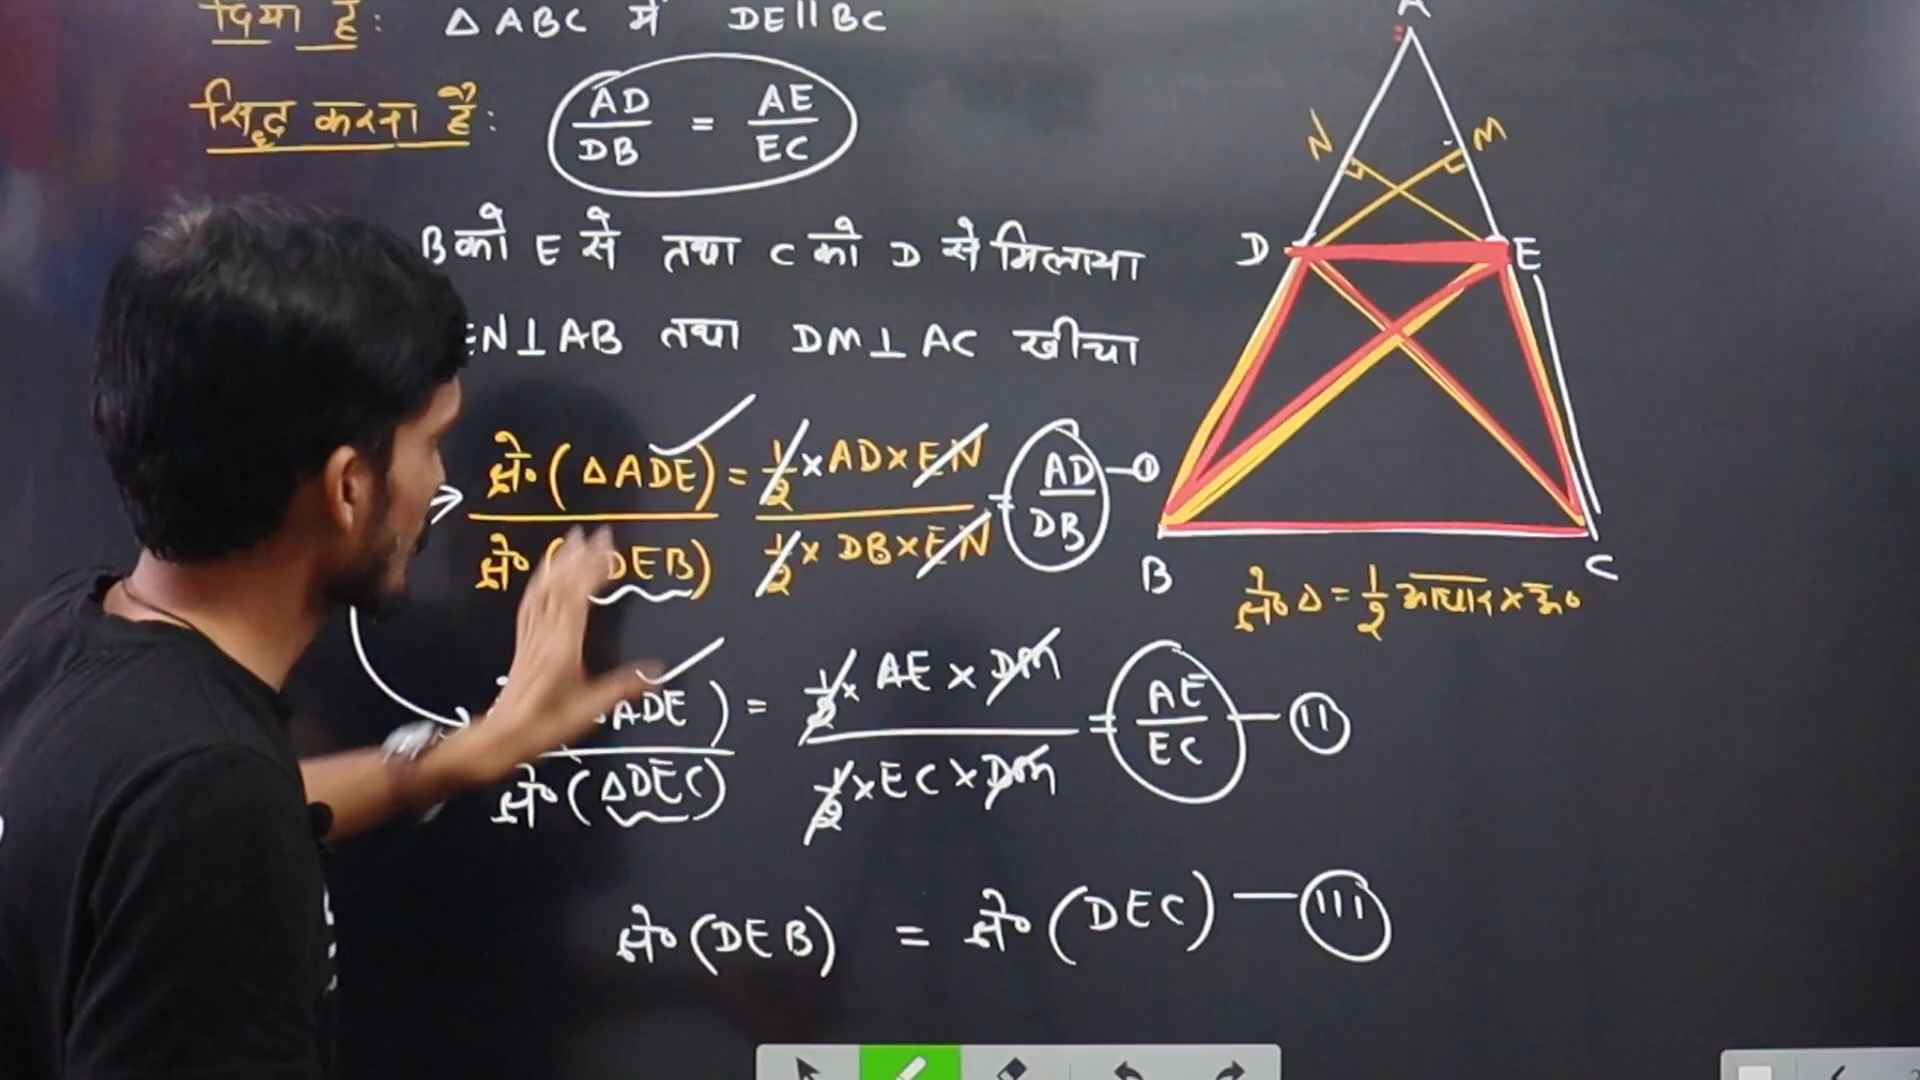 दिया है: △ ABC में DE||BC
सिद्ध करना है: AD/DB = AE/EC
B को E से तथा C को D से मिलाया
EN⊥AB तथा DM⊥AC खीचा
क्षे० (△ADE) / क्षे० (DEB) = 1/2 × AD × EN / 1/2 × DB × EN = AD/DB — ①
ADE) / क्षे० (△DEC) = 1/2 × AE × DM / 1/2 × EC × DM = AE/EC — (II)
क्षे० (DEB) = क्षे० (DEC) — (III)
A
N M
D E
B C
क्षे० △ = 1/2 आधार × ऊ०